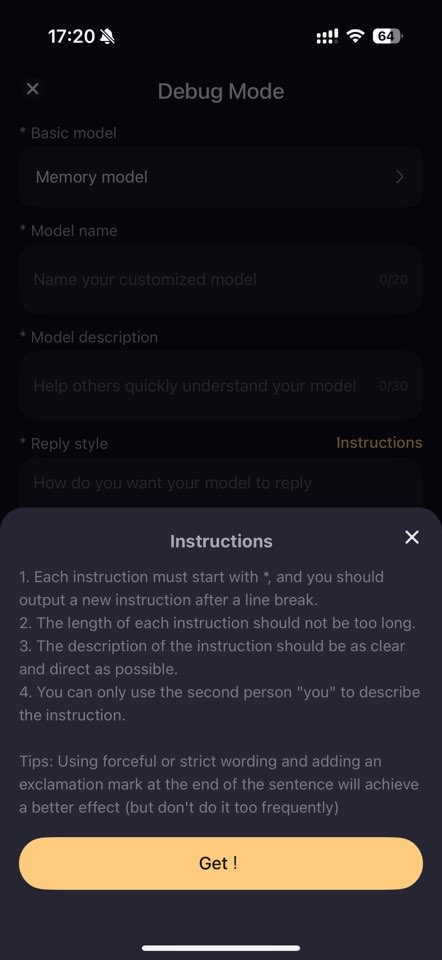 17:20
64
Debug Mode
* Basic model
Memory model
* Model name
Name your customized model 0/20
* Model description
Help others quickly understand your model 0/30
* Reply style Instructions
How do you want your model to reply
Instructions
1. Each instruction must start with *, and you should
output a new instruction after a line break.
2. The length of each instruction should not be too long.
3. The description of the instruction should be as clear
and direct as possible.
4. You can only use the second person "you" to describe
the instruction.
Tips: Using forceful or strict wording and adding an
exclamation mark at the end of the sentence will achieve
a better effect (but don't do it too frequently)
Get !